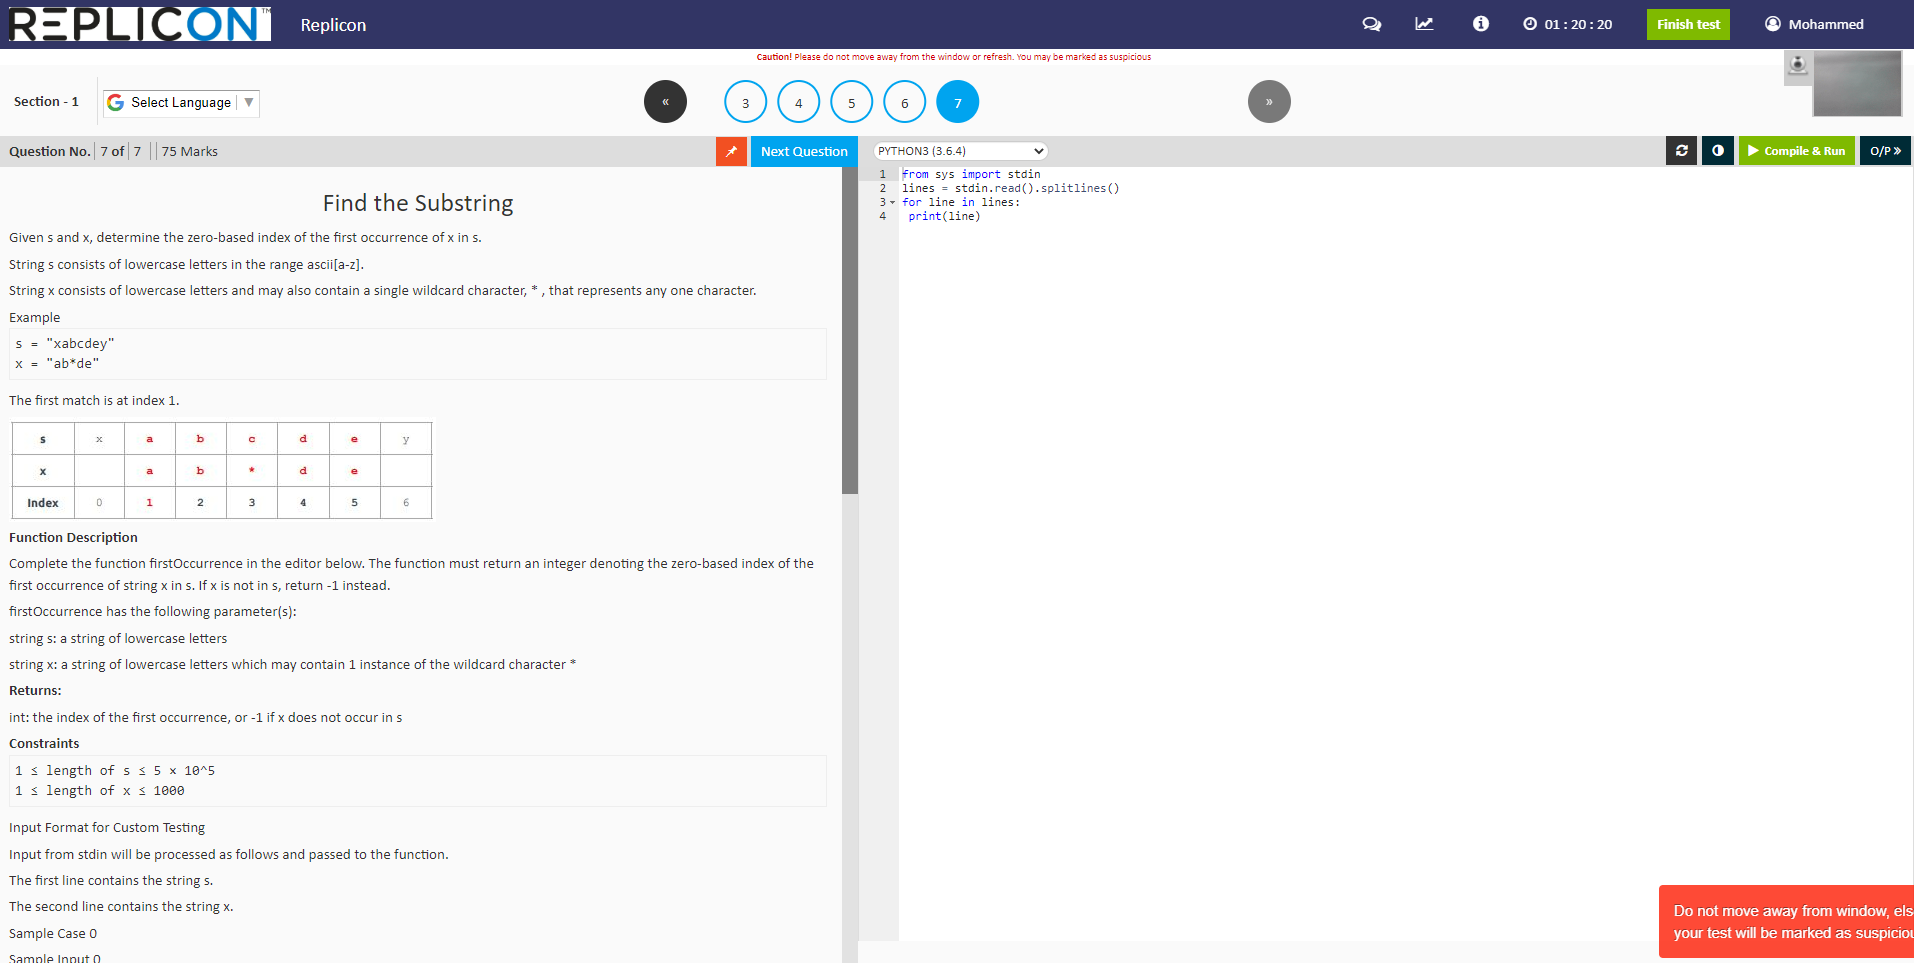 REPLICON TM
Replicon
01 : 20 : 20
Finish test
Mohammed
Caution! Please do not move away from the window or refresh. You may be marked as suspicious
Section - 1
G Select Language ▼
«
3
4
5
6
7
»
Question No. 7 of 7 75 Marks
Next Question
PYTHON3 (3.6.4)
Compile & Run
O/P »
Find the Substring
Given s and x, determine the zero-based index of the first occurrence of x in s.
String s consists of lowercase letters in the range ascii[a-z].
String x consists of lowercase letters and may also contain a single wildcard character, * , that represents any one character.
Example
s = "xabcdey"
x = "ab*de"
The first match is at index 1.
s x a b c d e y
x a b * d e
Index 0 1 2 3 4 5 6
Function Description
Complete the function firstOccurrence in the editor below. The function must return an integer denoting the zero-based index of the
first occurrence of string x in s. If x is not in s, return -1 instead.
firstOccurrence has the following parameter(s):
string s: a string of lowercase letters
string x: a string of lowercase letters which may contain 1 instance of the wildcard character *
Returns:
int: the index of the first occurrence, or -1 if x does not occur in s
Constraints
1 ≤ length of s ≤ 5 × 10^5
1 ≤ length of x ≤ 1000
Input Format for Custom Testing
Input from stdin will be processed as follows and passed to the function.
The first line contains the string s.
The second line contains the string x.
Sample Case 0
Sample Input 0
1 from sys import stdin
2 lines = stdin.read().splitlines()
3 for line in lines:
4 print(line)
Do not move away from window, els
your test will be marked as suspiciou